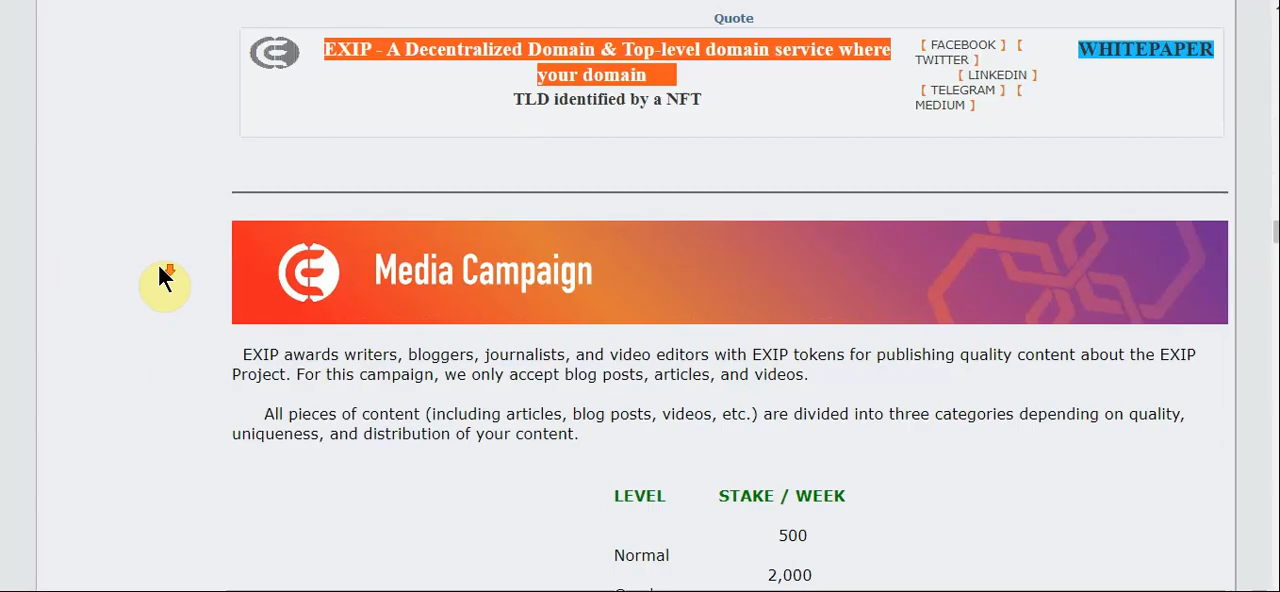 Quote
EXIP - A Decentralized Domain & Top-level domain service where
your domain
TLD identified by a NFT
[ FACEBOOK ] [
TWITTER ]
[ LINKEDIN ]
[ TELEGRAM ] [
MEDIUM ]
WHITEPAPER
Media Campaign
EXIP awards writers, bloggers, journalists, and video editors with EXIP tokens for publishing quality content about the EXIP
Project. For this campaign, we only accept blog posts, articles, and videos.
All pieces of content (including articles, blog posts, videos, etc.) are divided into three categories depending on quality,
uniqueness, and distribution of your content.
LEVEL STAKE / WEEK
500
Normal
2,000